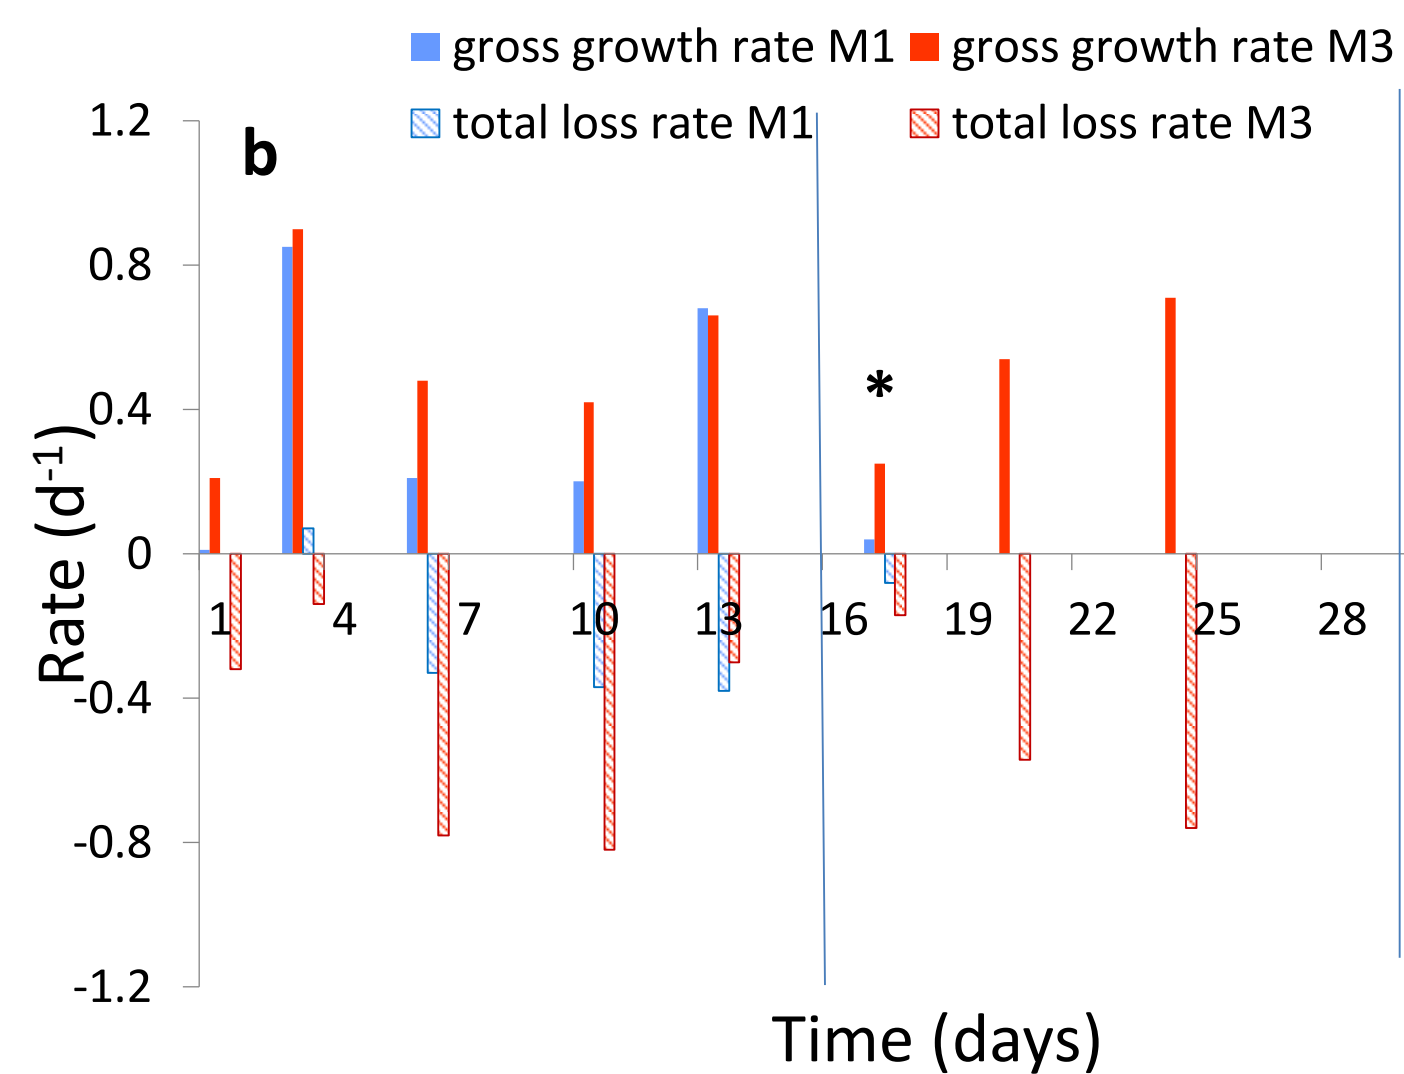 gross growth rate M1 gross growth rate M3
total loss rate M1 total loss rate M3
b
1.2
0.8
0.4
0
-0.4
-0.8
-1.2
Rate (d-1)
*
1 4 7 10 13 16 19 22 25 28
Time (days)